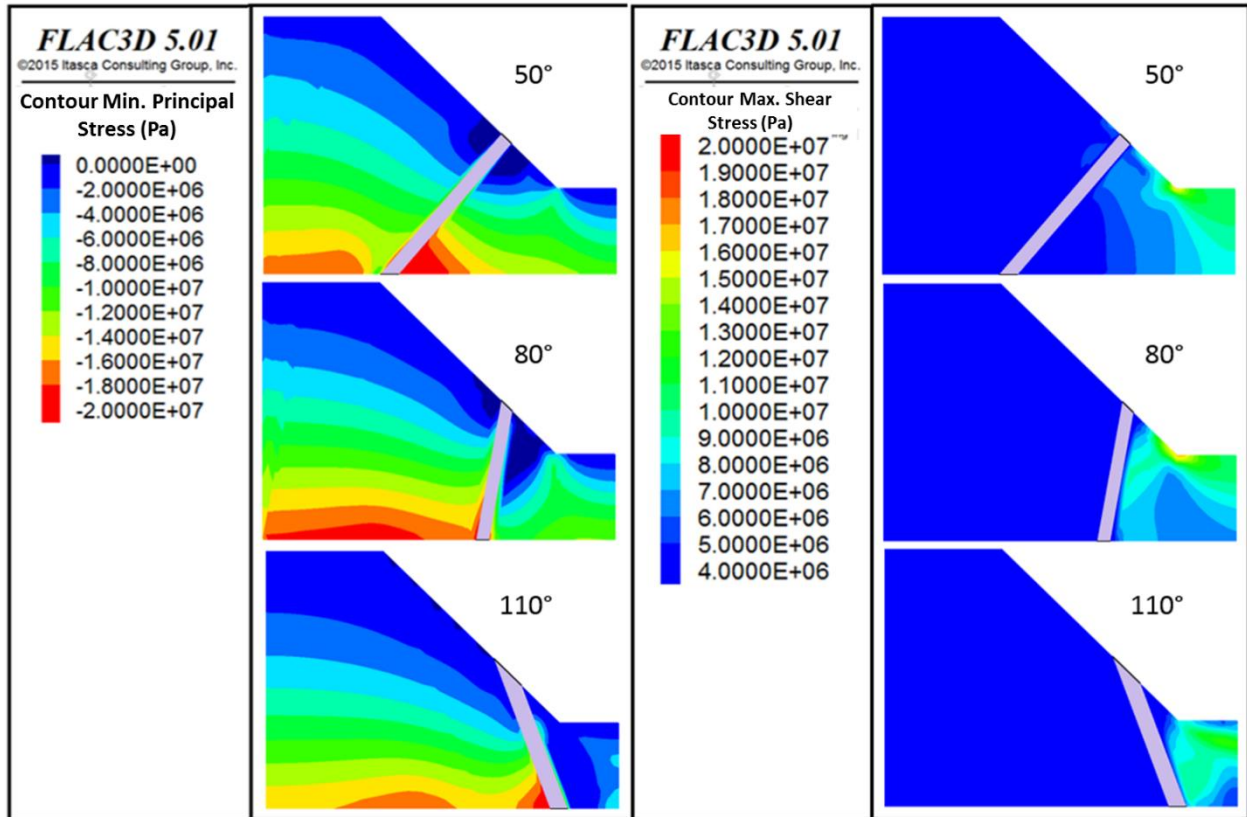 FLAC3D 5.01
©2015 Itasca Consulting Group, Inc.
Contour Min. Principal
Stress (Pa)
0.0000E+00
-2.0000E+06
-4.0000E+06
-6.0000E+06
-8.0000E+06
-1.0000E+07
-1.2000E+07
-1.4000E+07
-1.6000E+07
-1.8000E+07
-2.0000E+07
50°
80°
110°
FLAC3D 5.01
©2015 Itasca Consulting Group, Inc.
Contour Max. Shear
Stress (Pa)
2.0000E+07
1.9000E+07
1.8000E+07
1.7000E+07
1.6000E+07
1.5000E+07
1.4000E+07
1.3000E+07
1.2000E+07
1.1000E+07
1.0000E+07
9.0000E+06
8.0000E+06
7.0000E+06
6.0000E+06
5.0000E+06
4.0000E+06
50°
80°
110°